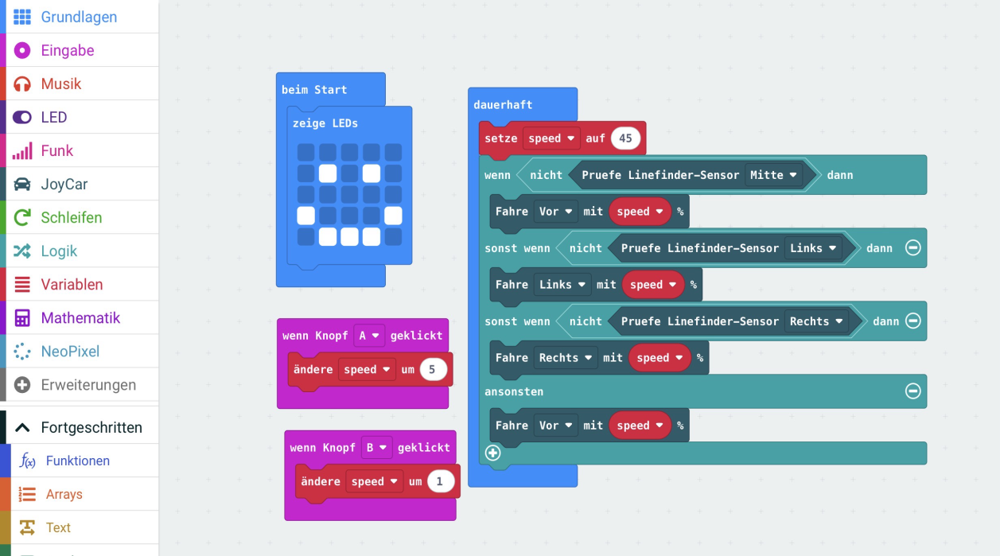 Grundlagen
Eingabe
Musik
LED
Funk
JoyCar
Schleifen
Logik
Variablen
Mathematik
NeoPixel
Erweiterungen
Fortgeschritten
f(x) Funktionen
Arrays
Text
beim Start
zeige LEDs
wenn Knopf A geklickt
ändere speed um 5
wenn Knopf B geklickt
ändere speed um 1
dauerhaft
setze speed auf 45
wenn nicht Pruefe Linefinder-Sensor Mitte dann
Fahre Vor mit speed %
sonst wenn nicht Pruefe Linefinder-Sensor Links dann
Fahre Links mit speed %
sonst wenn nicht Pruefe Linefinder-Sensor Rechts dann
Fahre Rechts mit speed %
ansonsten
Fahre Vor mit speed %